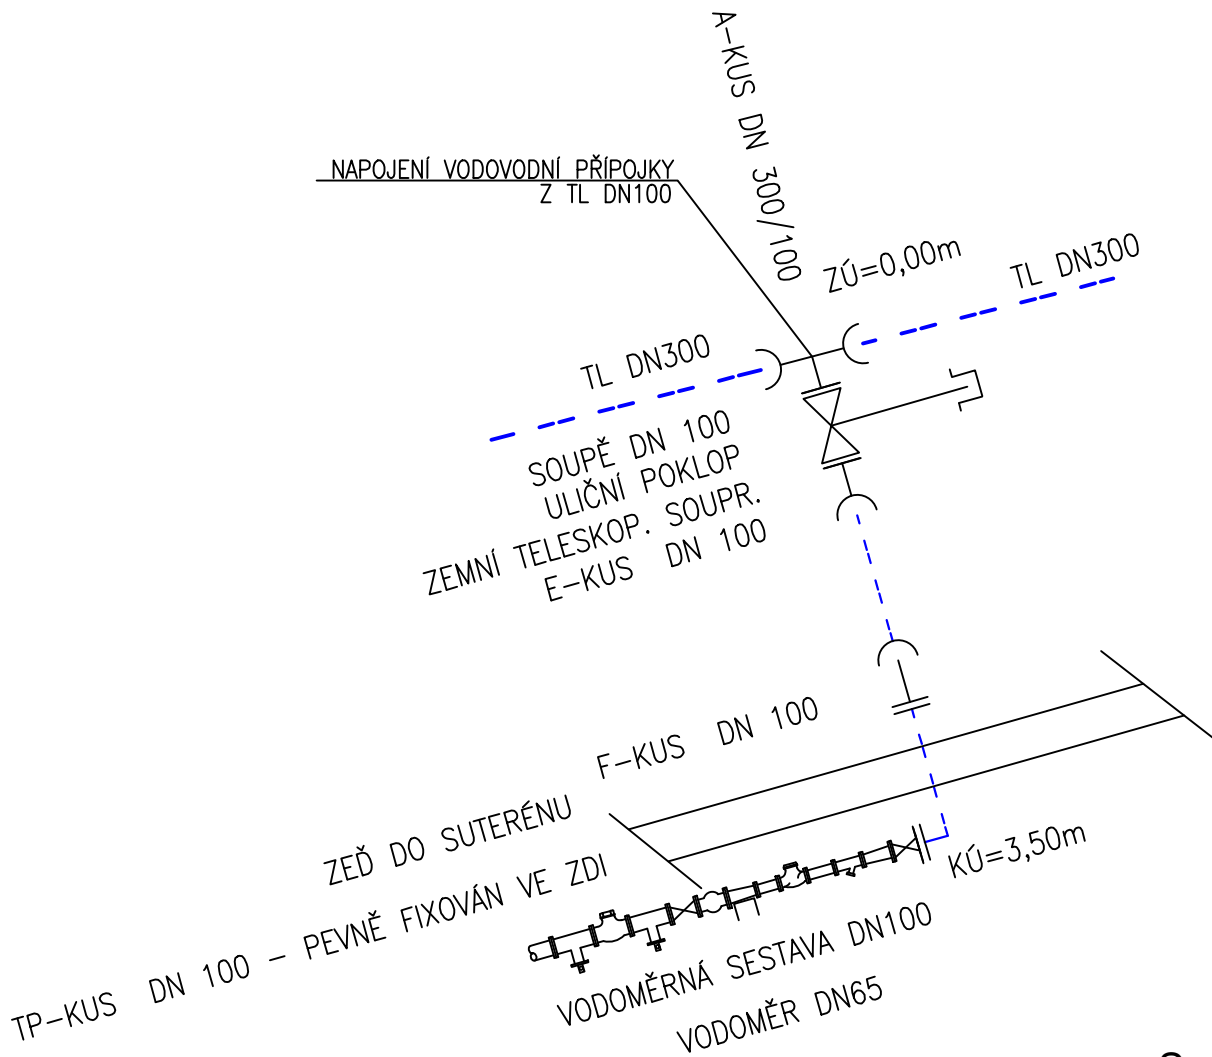 A-KUS DN 300/100
NAPOJENÍ VODOVODNÍ PŘÍPOJKY
Z TL DN100
ZÚ=0,00m
TL DN300
TL DN300
SOUPĚ DN 100
ULIČNÍ POKLOP
ZEMNÍ TELESKOP. SOUPR.
E-KUS DN 100
F-KUS DN 100
ZEĎ DO SUTERÉNU
TP-KUS DN 100 - PEVNĚ FIXOVÁN VE ZDI
KÚ=3,50m
VODOMĚRNÁ SESTAVA DN100
VODOMĚR DN65